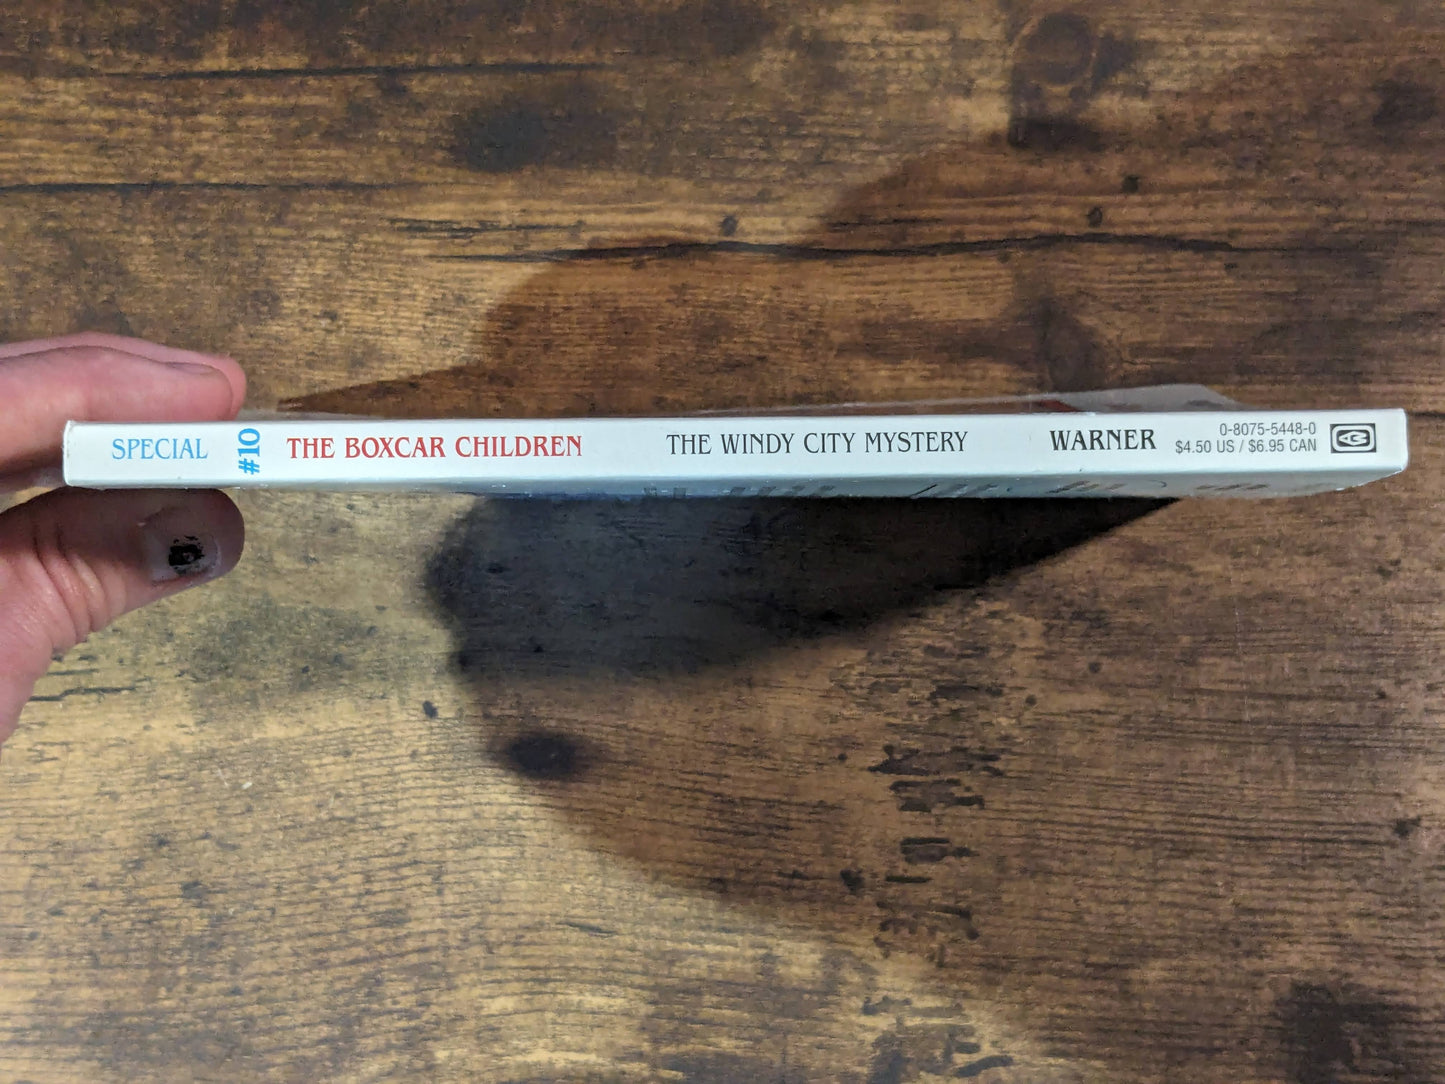 SPECIAL
#10
THE BOXCAR CHILDREN
THE WINDY CITY MYSTERY
WARNER
0-8075-5448-0
$4.50 US / $6.95 CAN